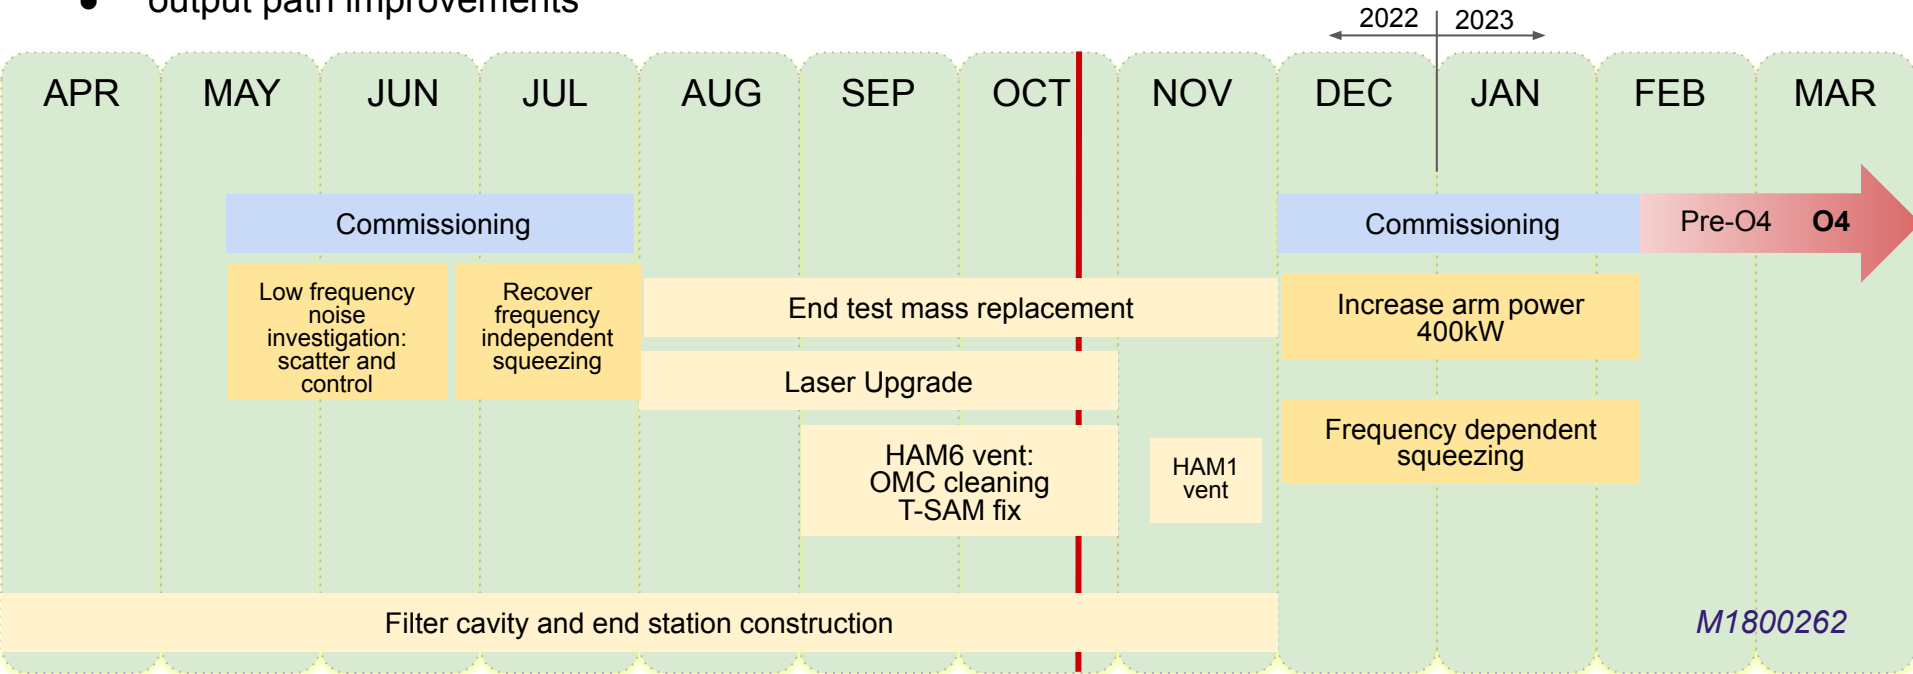 ● output path improvements
2022 2023
APR MAY JUN JUL AUG SEP OCT NOV DEC JAN FEB MAR
Commissioning
Commissioning
Pre-O4 O4
Low frequency
noise
investigation:
scatter and
control
Recover
frequency
independent
squeezing
End test mass replacement
Increase arm power
400kW
Laser Upgrade
HAM6 vent:
OMC cleaning
T-SAM fix
HAM1
vent
Frequency dependent
squeezing
Filter cavity and end station construction
M1800262